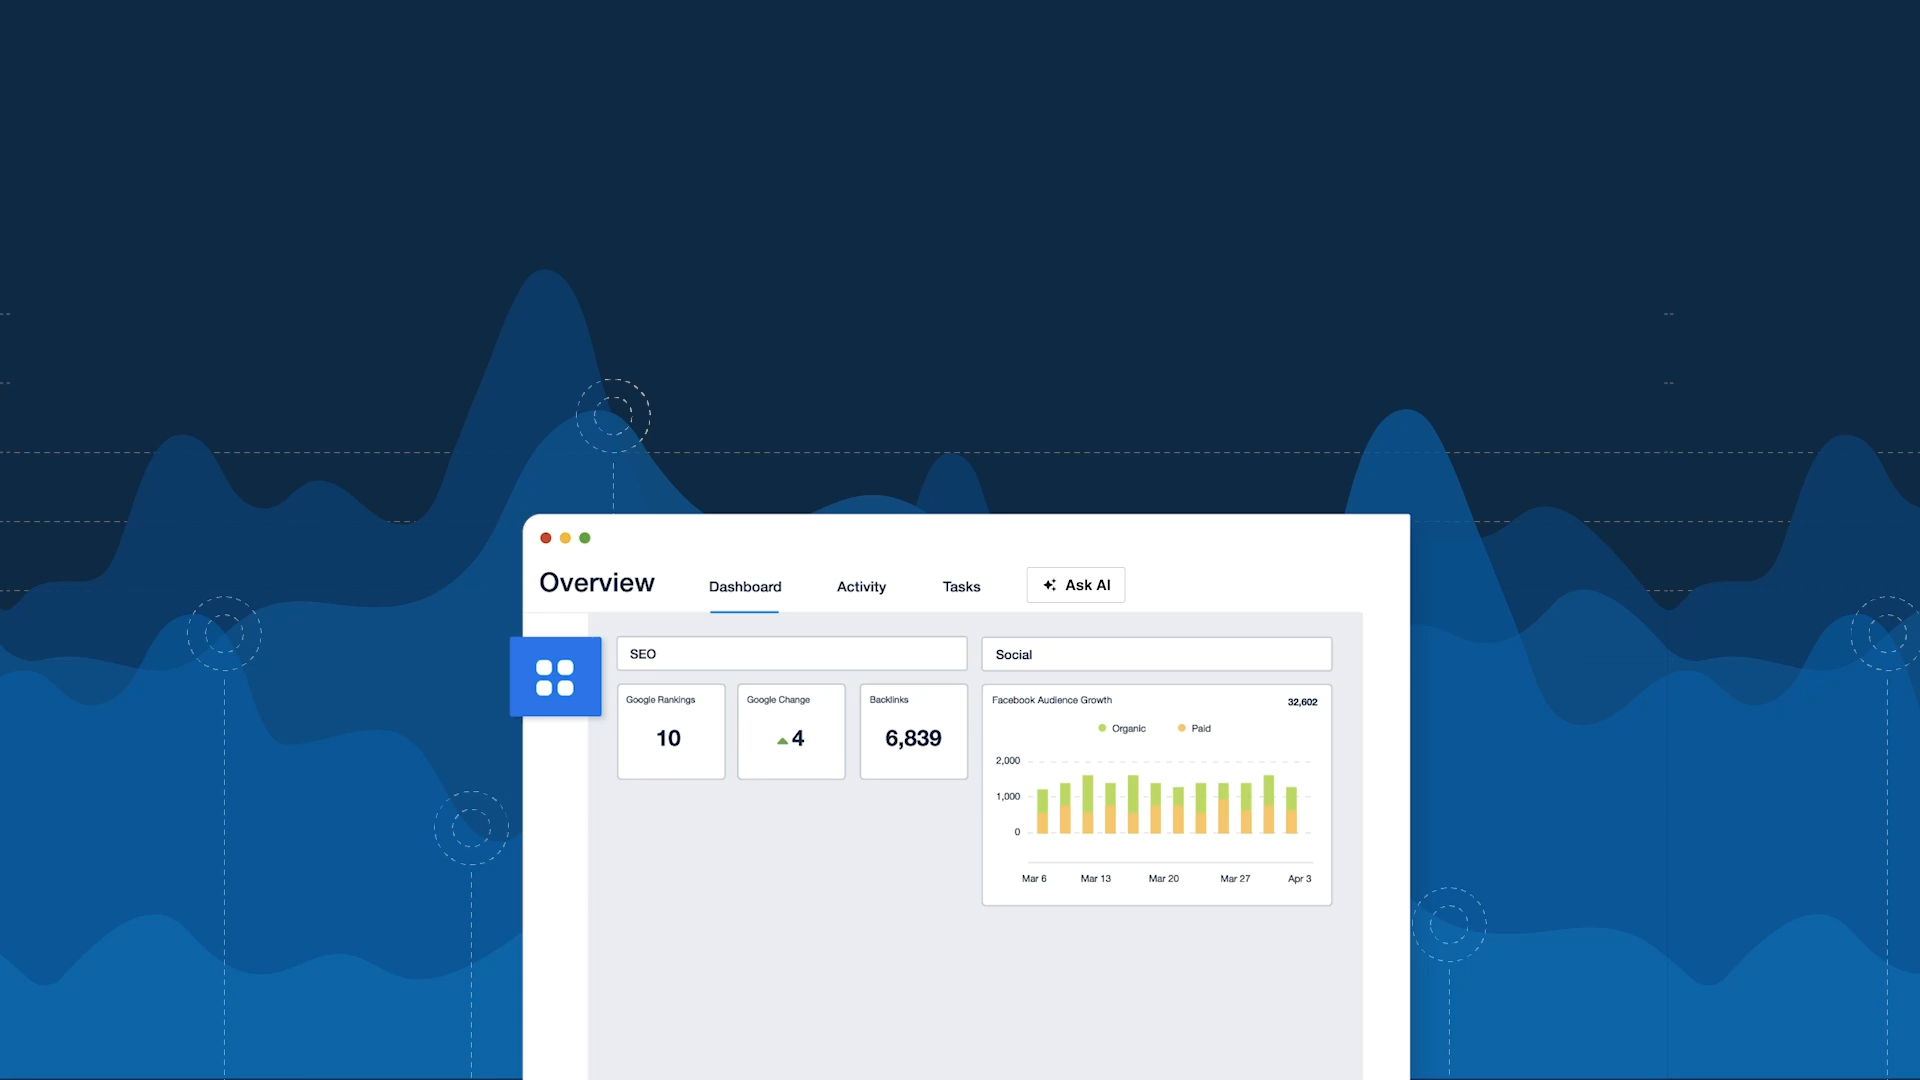 Overview
Dashboard
Activity
Tasks
Ask AI
SEO
Google Rankings
10
Google Change
4
Backlinks
6,839
Social
Facebook Audience Growth
32,602
Organic
Paid
2,000
1,000
0
Mar 6
Mar 13
Mar 20
Mar 27
Apr 3